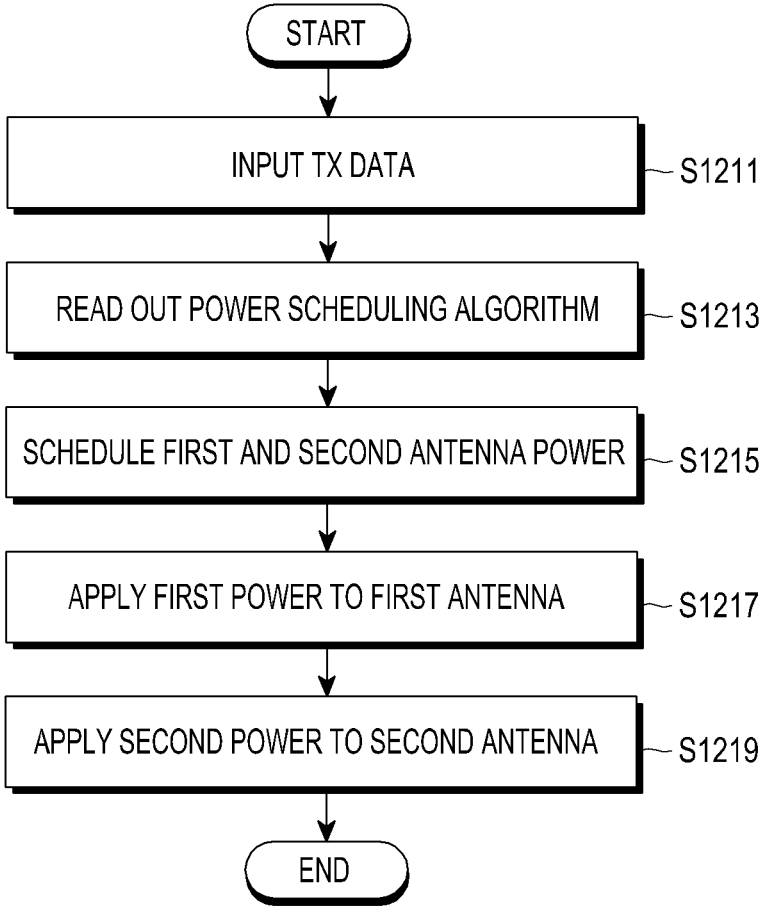 START
INPUT TX DATA
S1211
READ OUT POWER SCHEDULING ALGORITHM
S1213
SCHEDULE FIRST AND SECOND ANTENNA POWER
S1215
APPLY FIRST POWER TO FIRST ANTENNA
S1217
APPLY SECOND POWER TO SECOND ANTENNA
S1219
END